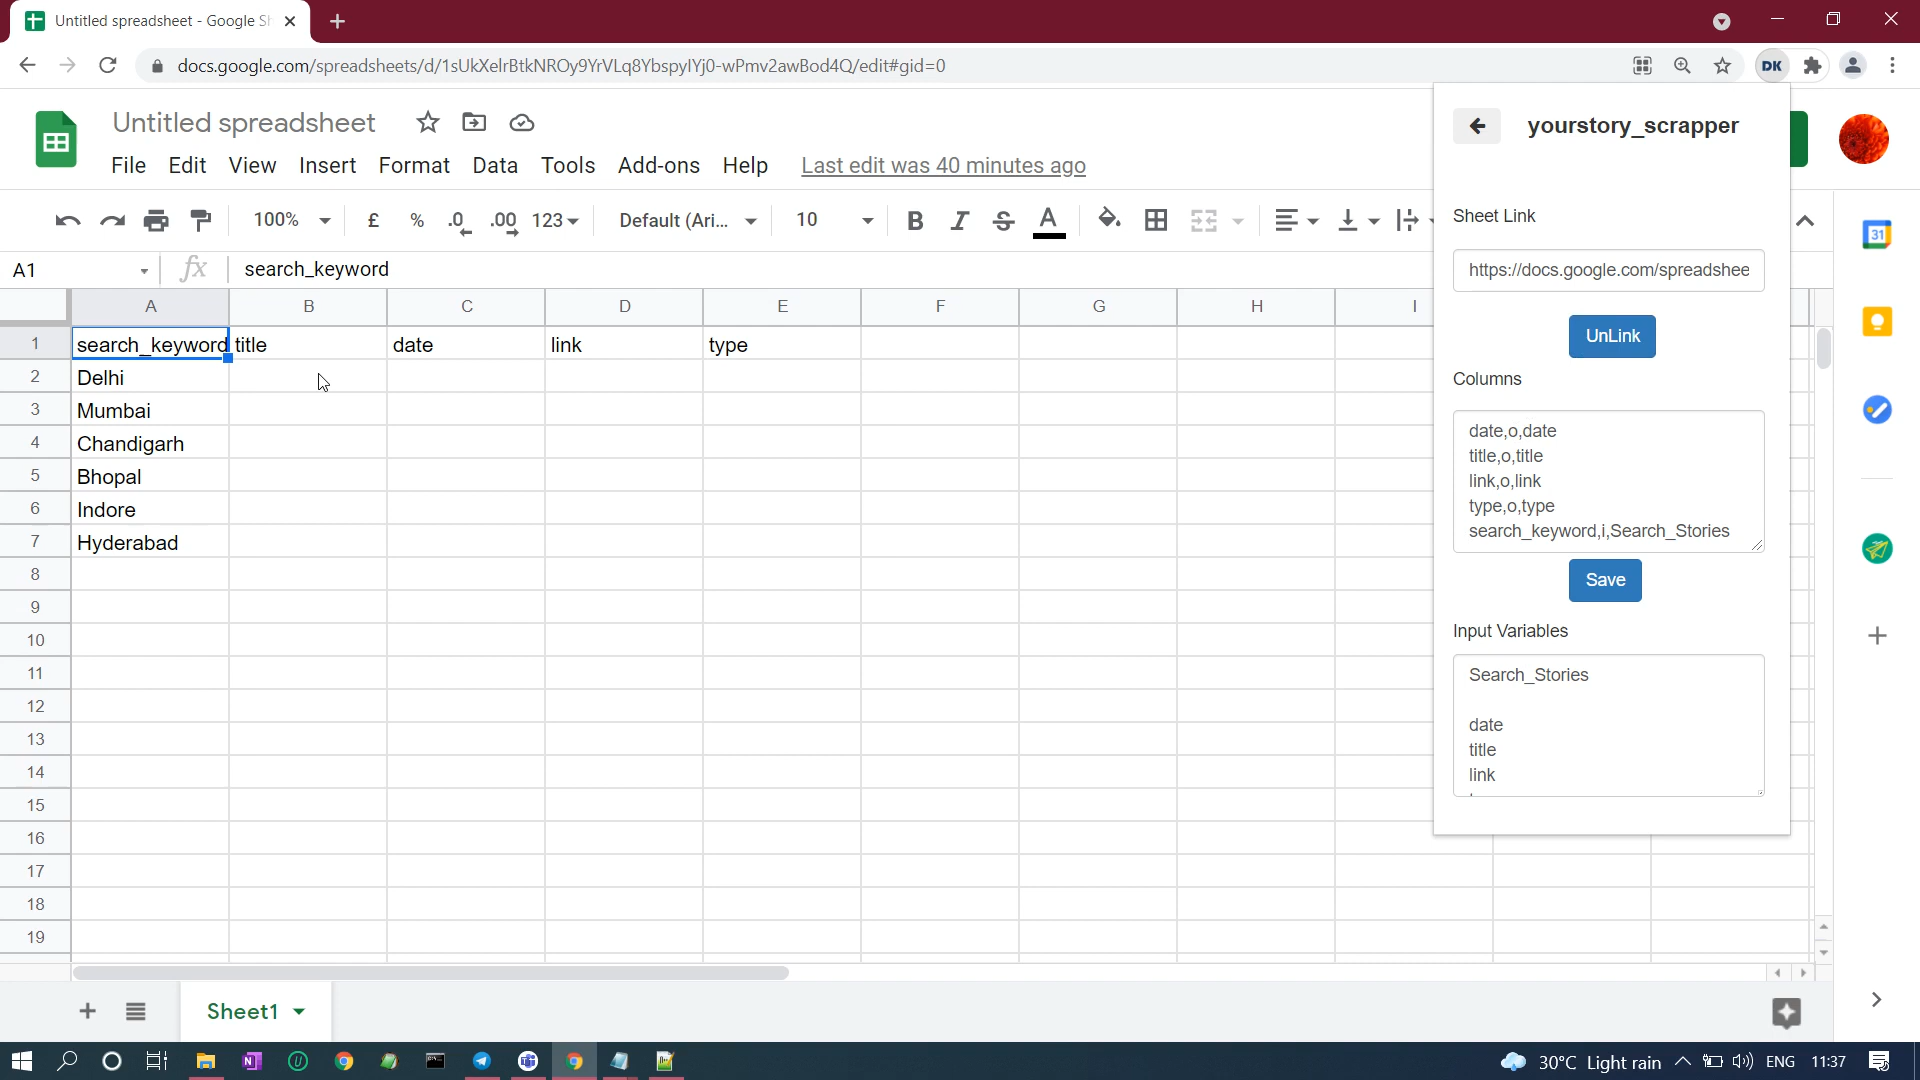 Untitled spreadsheet - Google Sh
docs.google.com/spreadsheets/d/1sUkXelrBtkNROy9YrVLq8YbspyIYj0-wPmv2awBod4Q/edit#gid=0
DK
Untitled spreadsheet
File Edit View Insert Format Data Tools Add-ons Help Last edit was 40 minutes ago
100% £ % .0 .00 123 Default (Ari... 10 B I S A
A1 fx search_keyword
A B C D E F G H I
1 search_keyword title date link type
2 Delhi
3 Mumbai
4 Chandigarh
5 Bhopal
6 Indore
7 Hyderabad
8
9
10
11
12
13
14
15
16
17
18
19
Sheet1
yourstory_scrapper
Sheet Link
https://docs.google.com/spreadshee
UnLink
Columns
date,o,date
title,o,title
link,o,link
type,o,type
search_keyword,i,Search_Stories
Save
Input Variables
Search_Stories
date
title
link
31
30°C Light rain ENG 11:37